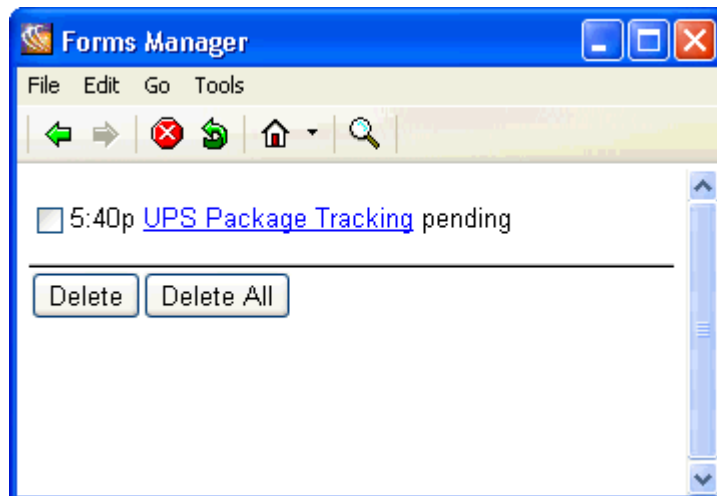 Forms Manager
File Edit Go Tools
5:40p UPS Package Tracking pending
Delete Delete All